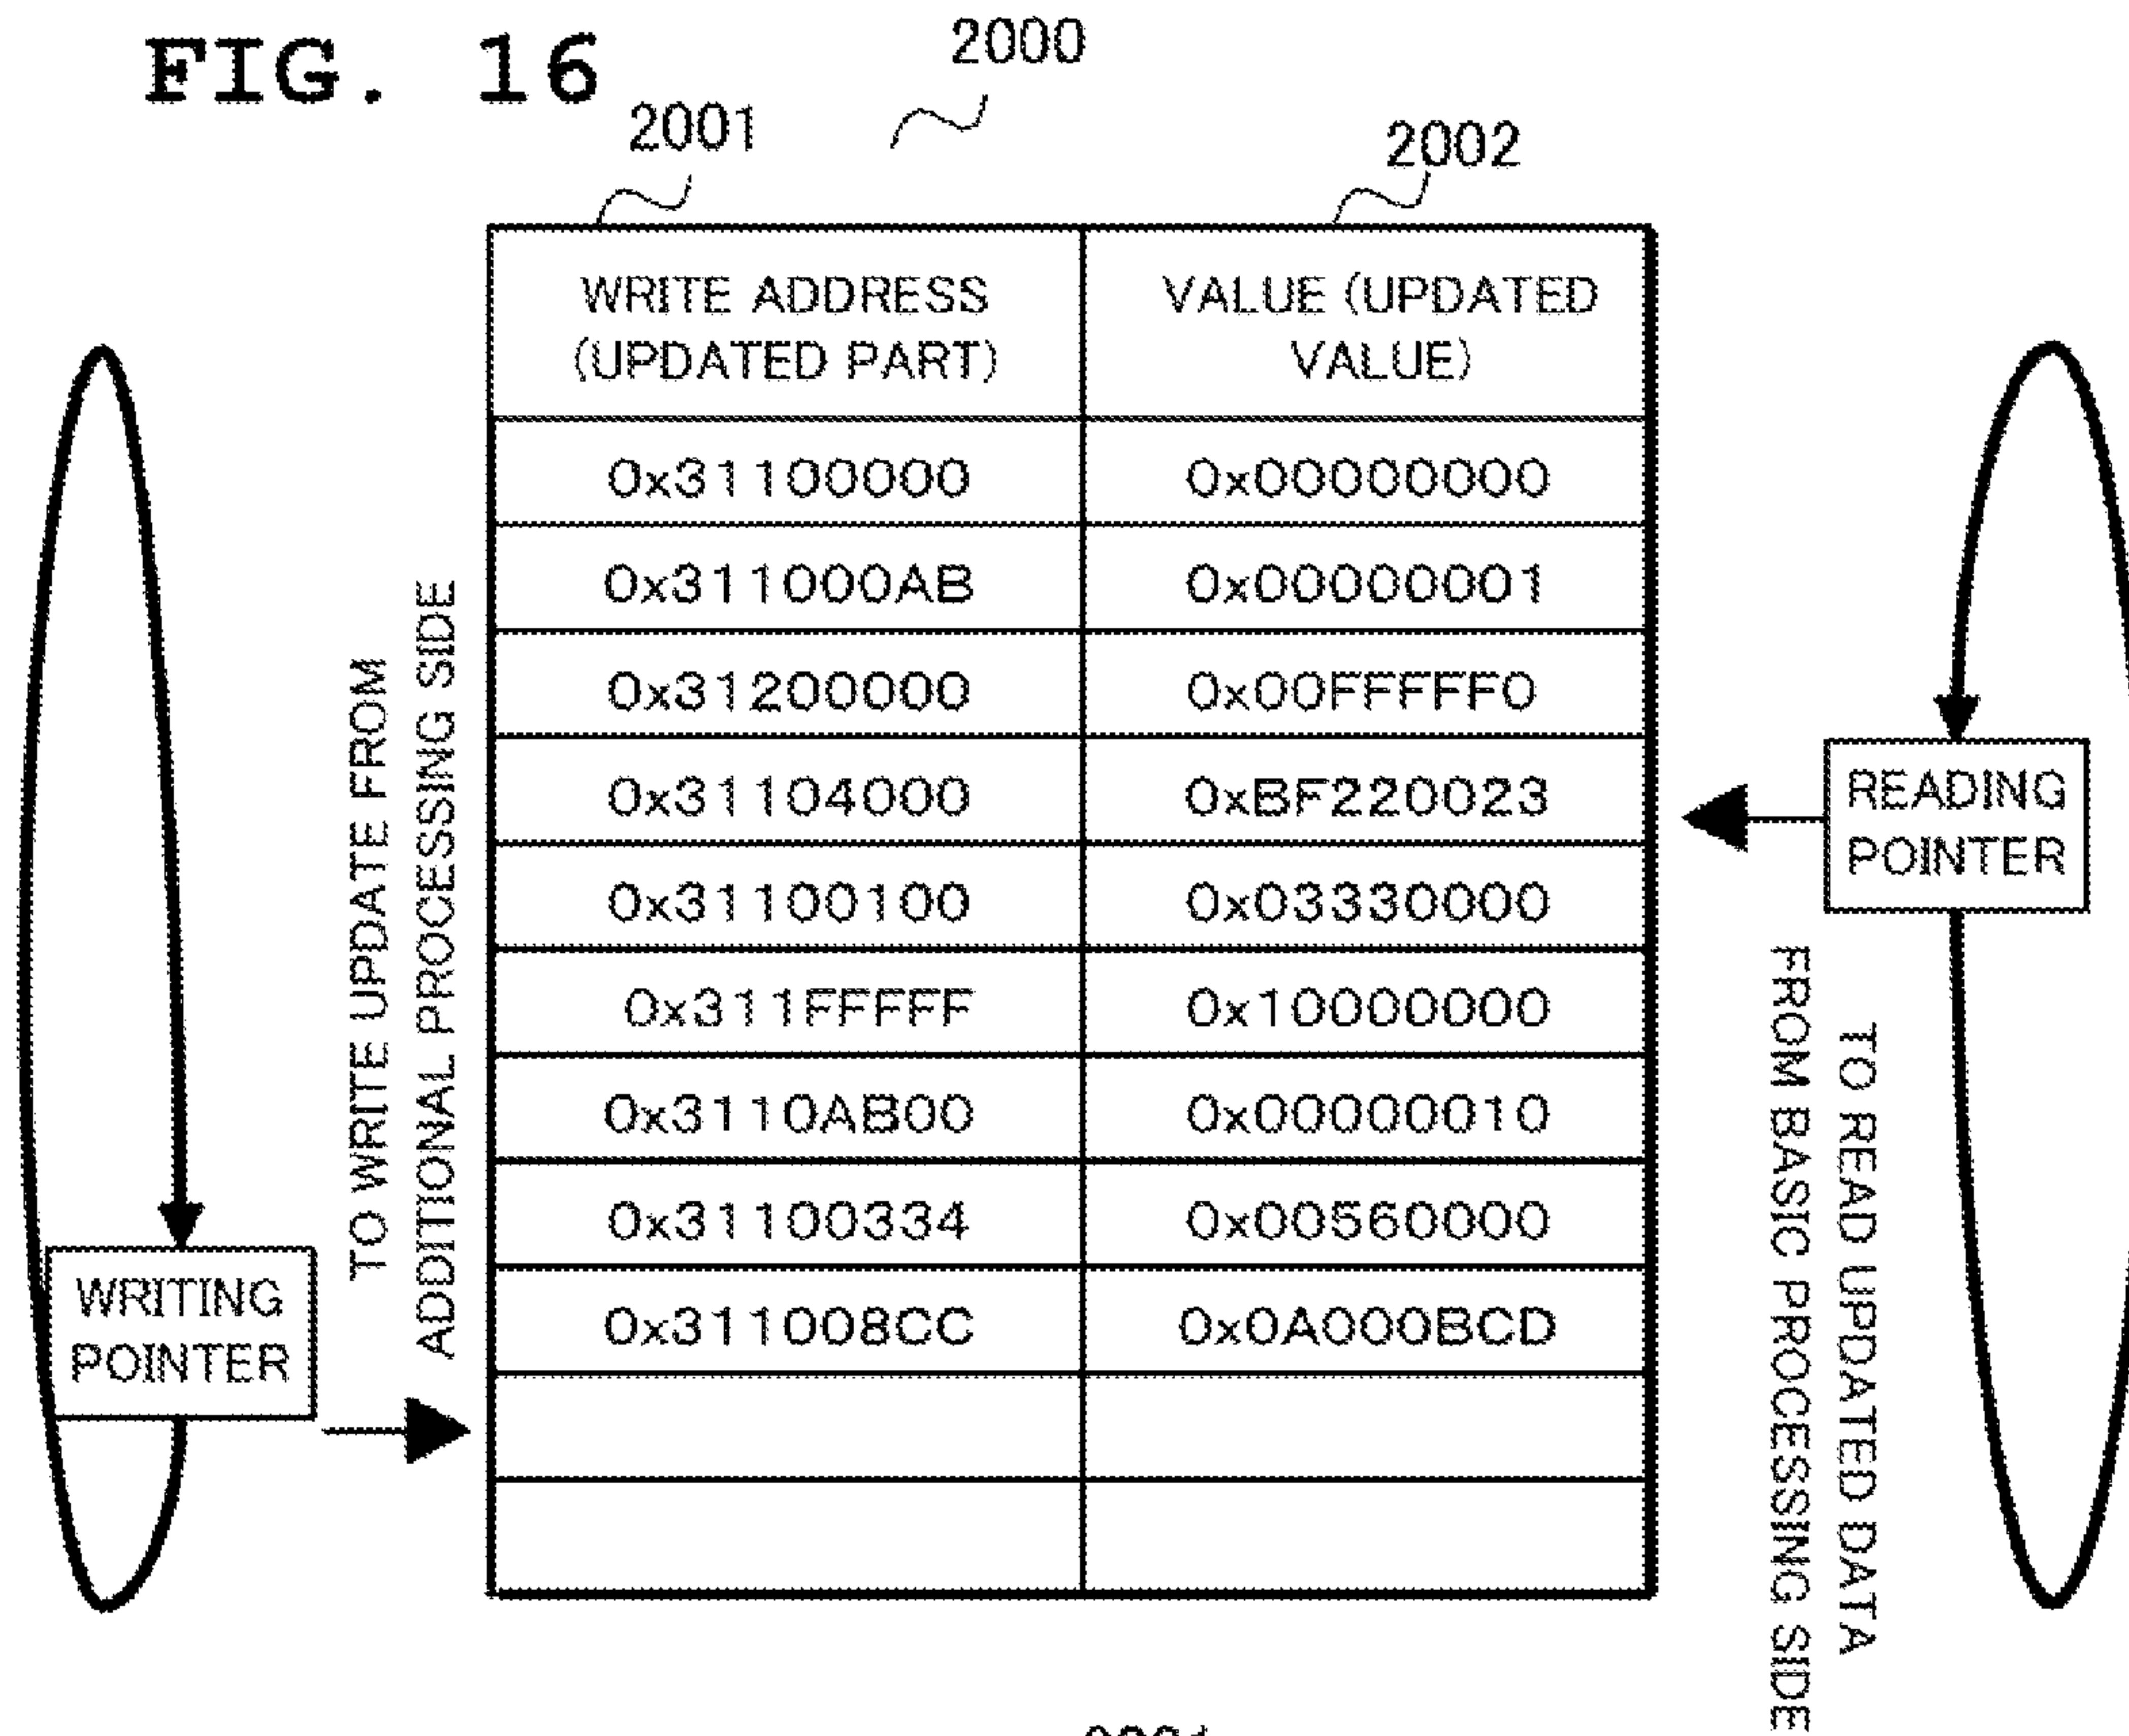 FIG. 16
2000
2001
2002
WRITE ADDRESS
(UPDATED PART)
VALUE (UPDATED
VALUE)
0x31100000 0x00000000
0x311000AB 0x00000001
0x31200000 0x00FFFFF0
0x31104000 0xBF220023
0x31100100 0x03330000
0x311FFFFF 0x10000000
0x3110AB00 0x00000010
0x31100334 0x00560000
0x311008CC 0x0A000BCD
TO WRITE UPDATE FROM
ADDITIONAL PROCESSING SIDE
WRITING
POINTER
READING
POINTER
TO READ UPDATED DATA
FROM BASIC PROCESSING SIDE